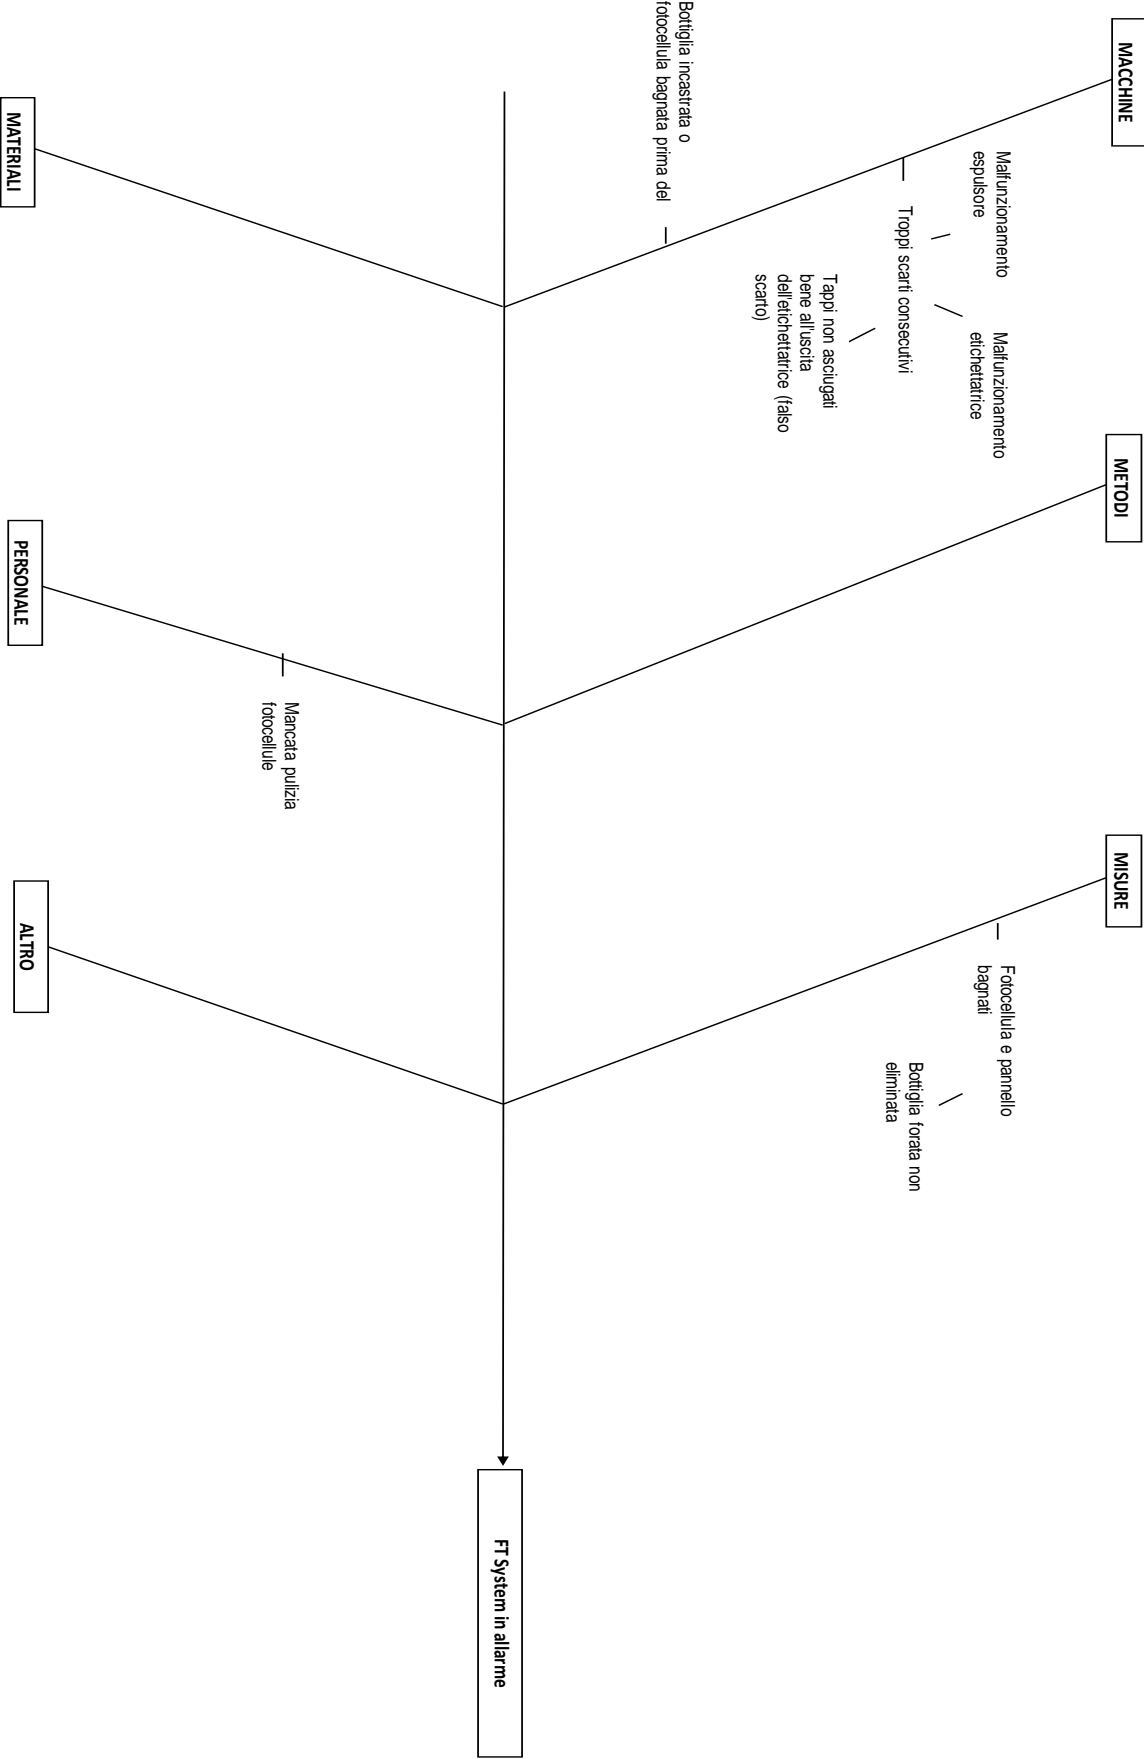 MACCHINE
METODI
MISURE
Malfunzionamento
espulsore
Malfunzionamento
etichettatrice
Troppi scarti consecutivi
Tappi non asciugati
bene all'uscita
dell'etichettatrice (falso
scarto)
Bottiglia incastrata o
fotocellula bagnata prima del
Fotocellula e pannello
bagnati
Bottiglia forata non
eliminata
FT System in allarme
Mancata pulizia
fotocellule
MATERIALI
PERSONALE
ALTRO